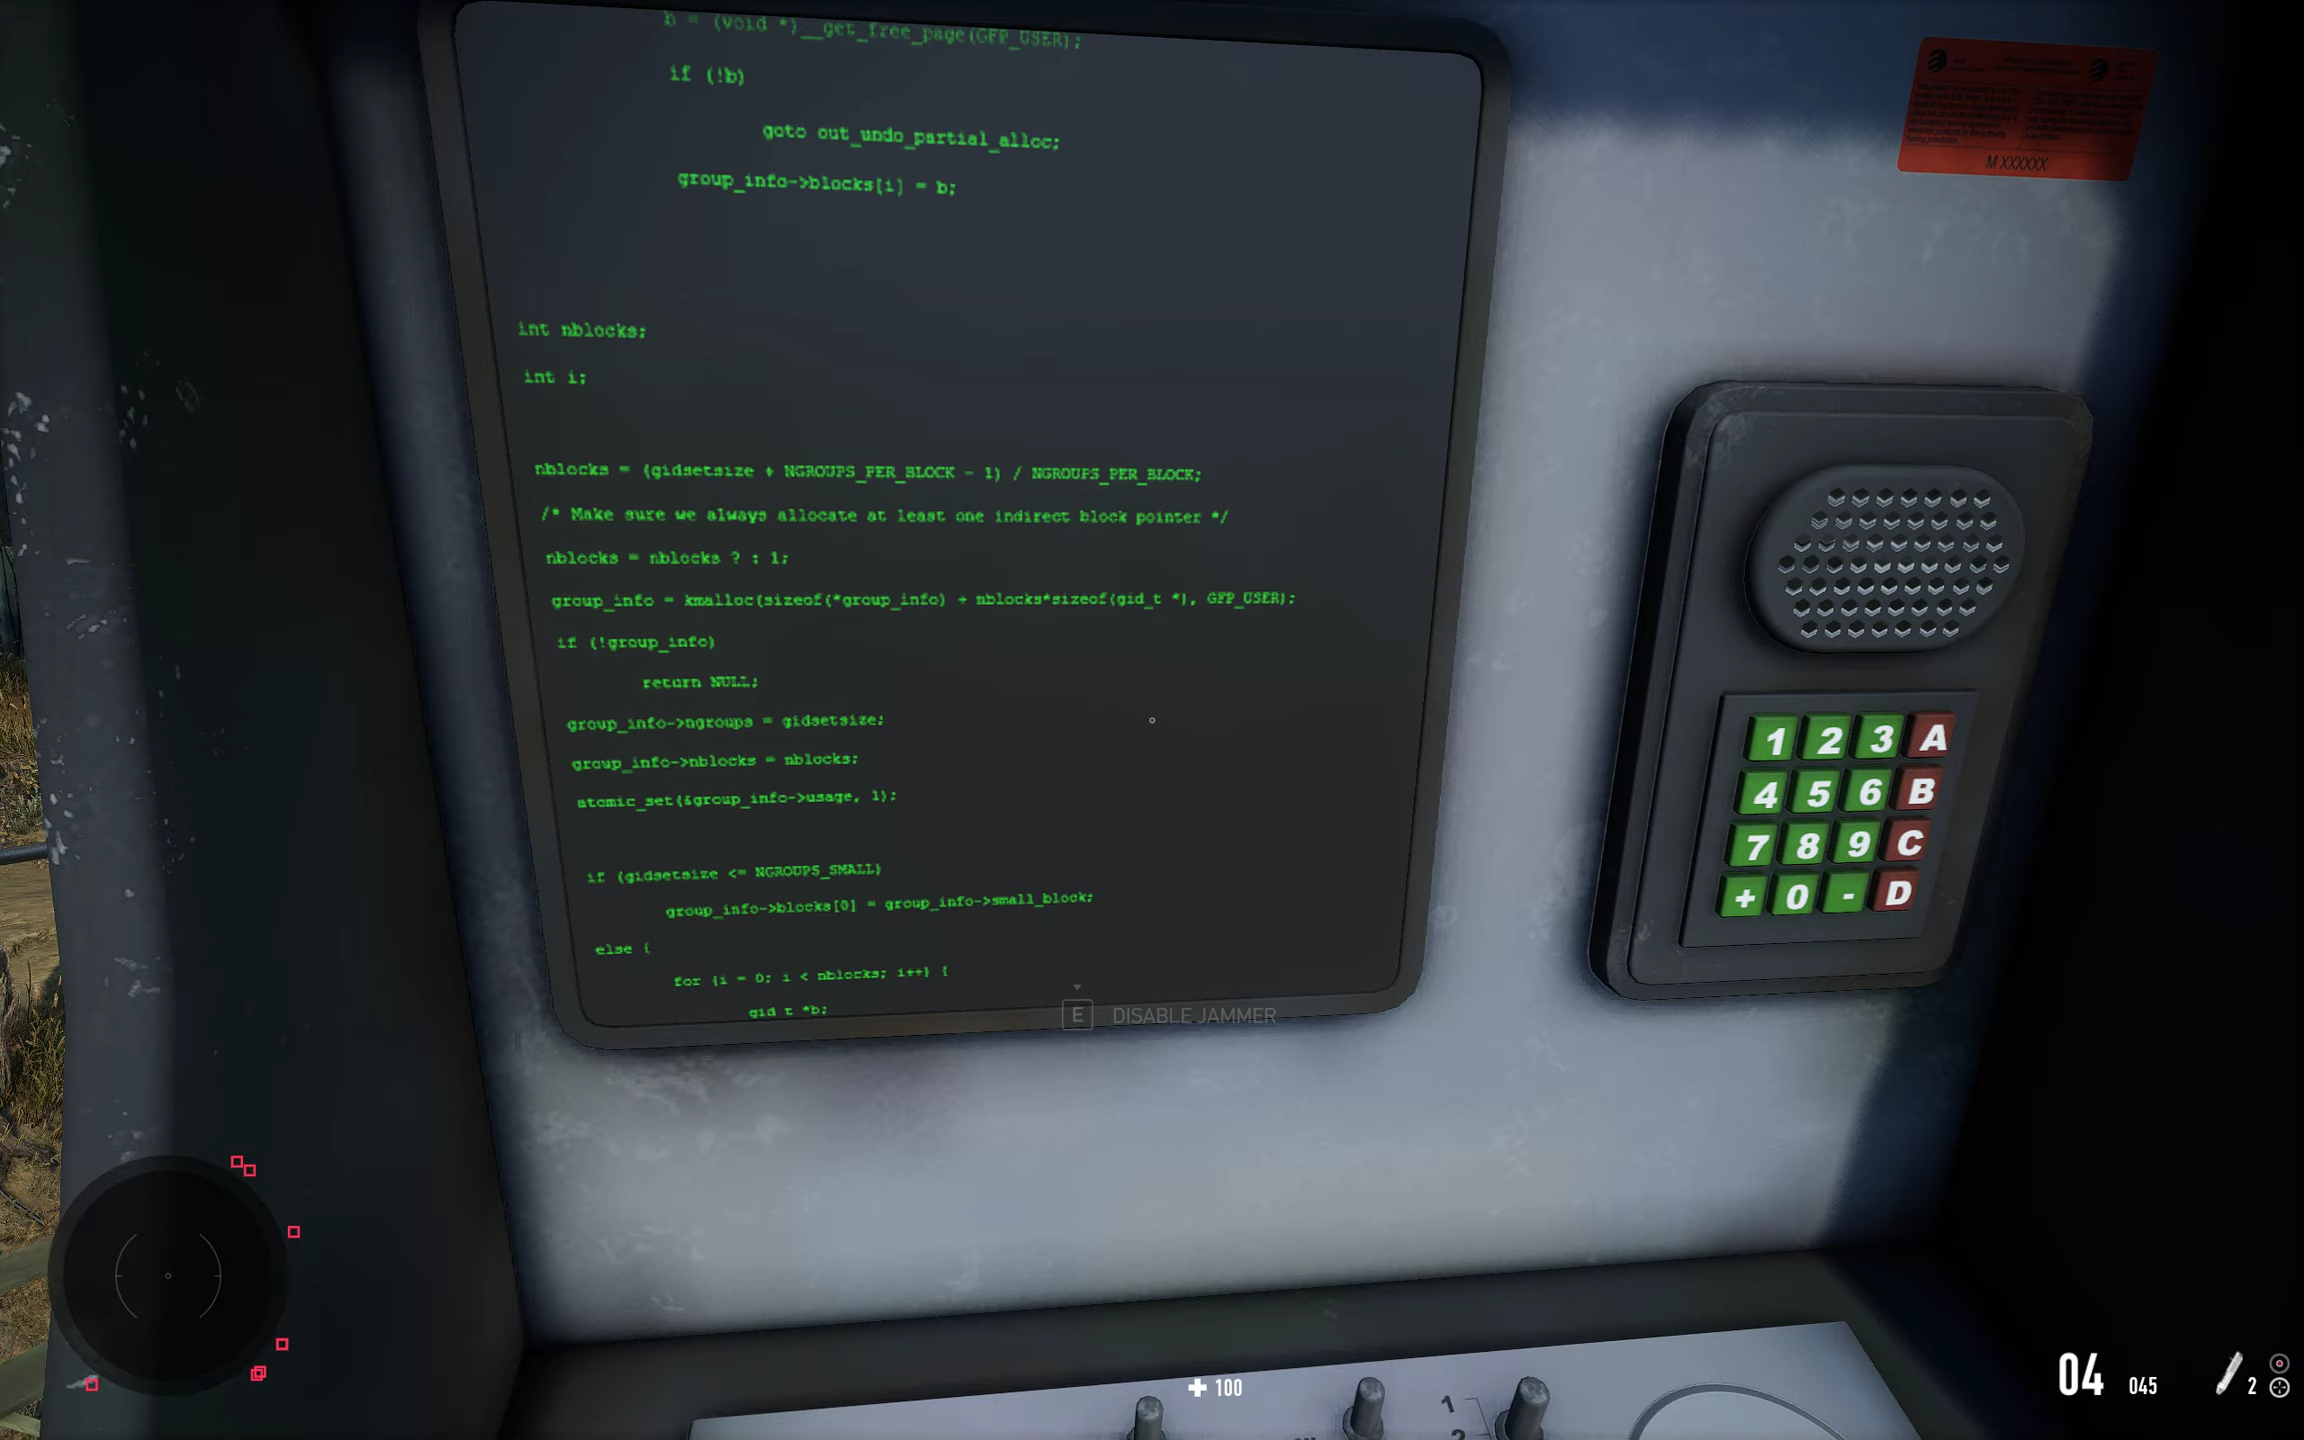 b = (void *)__get_free_page(GFP_USER);
if (!b)
goto out_undo_partial_alloc;
group_info->blocks[i] = b;
int nblocks;
int i;
nblocks = (gidsetsize + NGROUPS_PER_BLOCK - 1) / NGROUPS_PER_BLOCK;
/* Make sure we always allocate at least one indirect block pointer */
nblocks = nblocks ? : 1;
group_info = kmalloc(sizeof(*group_info) + nblocks*sizeof(gid_t *), GFP_USER);
if (!group_info)
return NULL;
group_info->ngroups = gidsetsize;
group_info->nblocks = nblocks;
atomic_set(&group_info->usage, 1);
if (gidsetsize <= NGROUPS_SMALL)
group_info->blocks[0] = group_info->small_block;
else {
for (i = 0; i < nblocks; i++) {
gid_t *b;
E DISABLE JAMMER
M XXXXXX
1 2 3 A
4 5 6 B
7 8 9 C
+ 0 - D
100
1
2
04 045 2